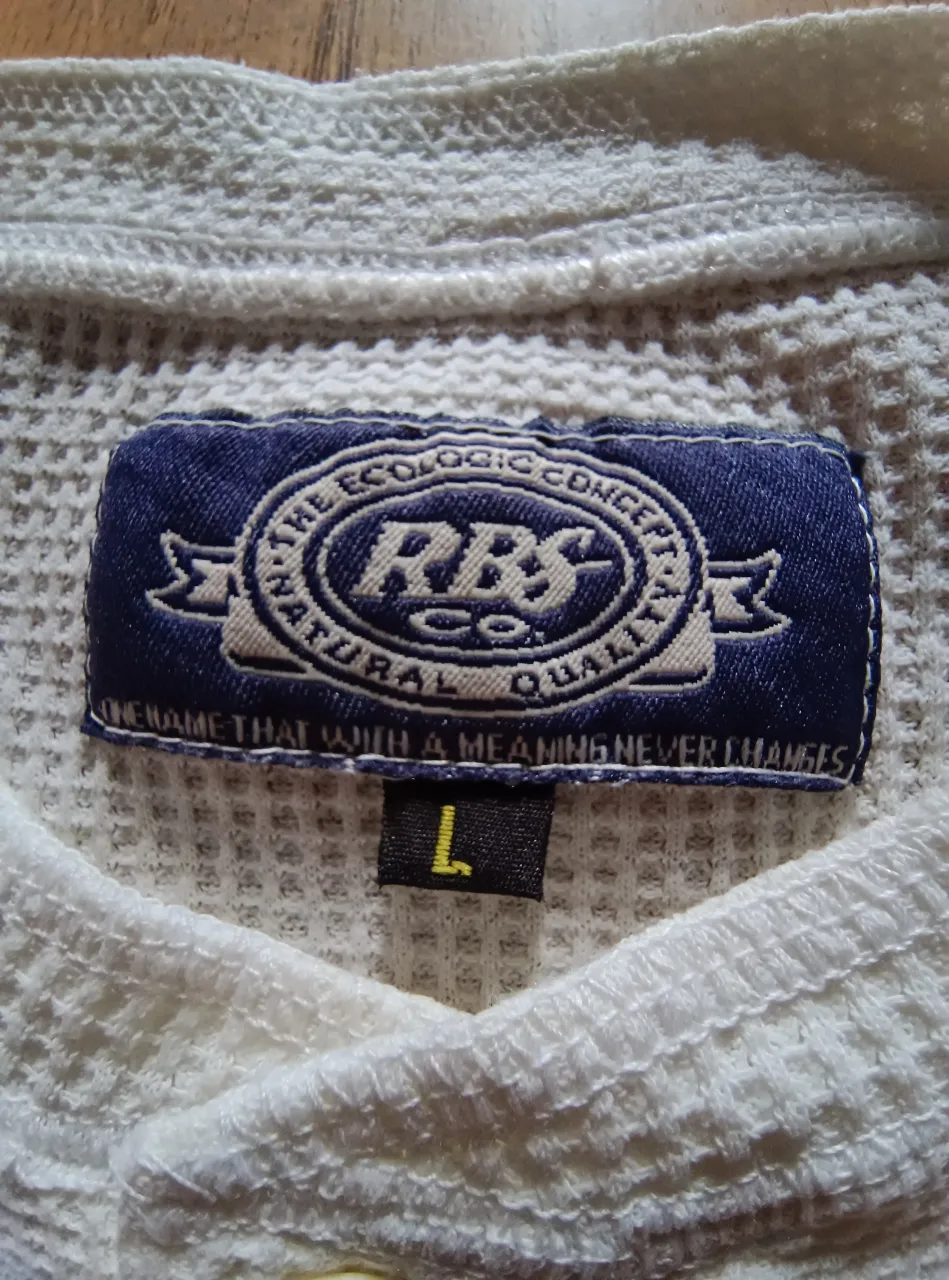 THE ECOLOGIC CONCEPT
RBS
CO.
NATURAL QUALITY
ONE NAME THAT WITH A MEANING NEVER CHANGES
L